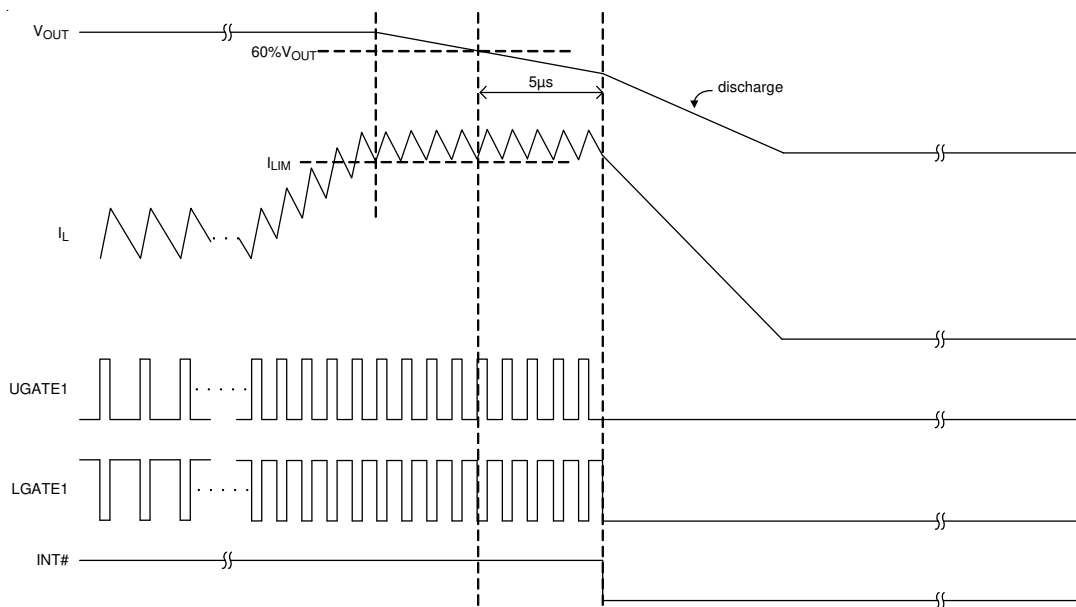 VOUT
60%VOUT
5µs
discharge
ILIM
IL
UGATE1
LGATE1
INT#